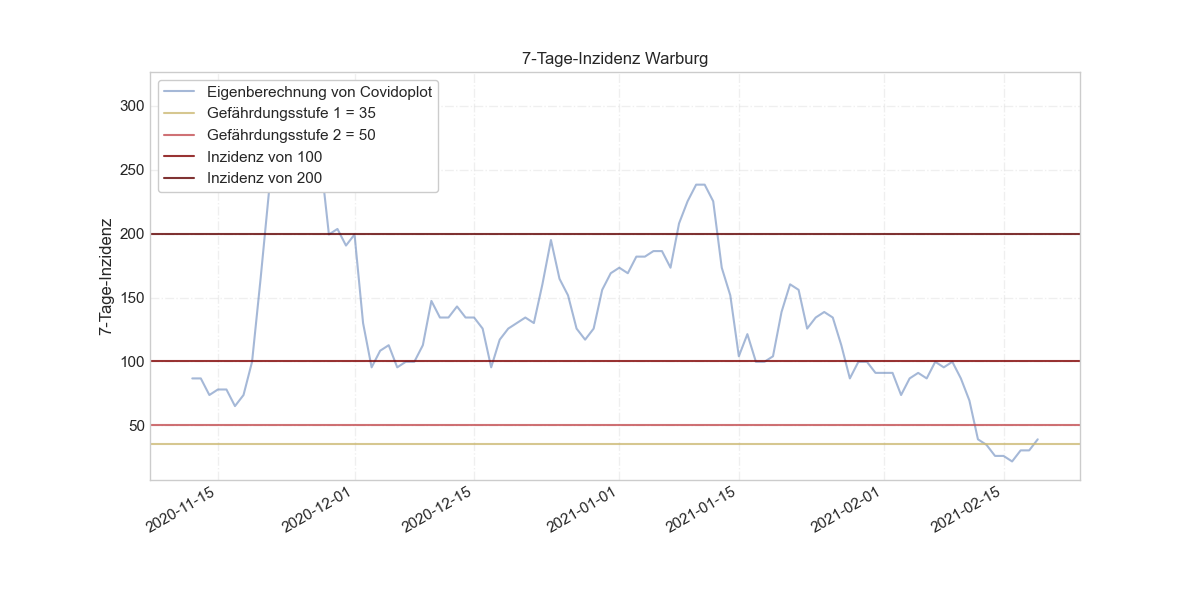 7-Tage-Inzidenz Warburg
Eigenberechnung von Covidoplot
Gefährdungsstufe 1 = 35
Gefährdungsstufe 2 = 50
Inzidenz von 100
Inzidenz von 200
7-Tage-Inzidenz
300
250
200
150
100
50
2020-11-15
2020-12-01
2020-12-15
2021-01-01
2021-01-15
2021-02-01
2021-02-15